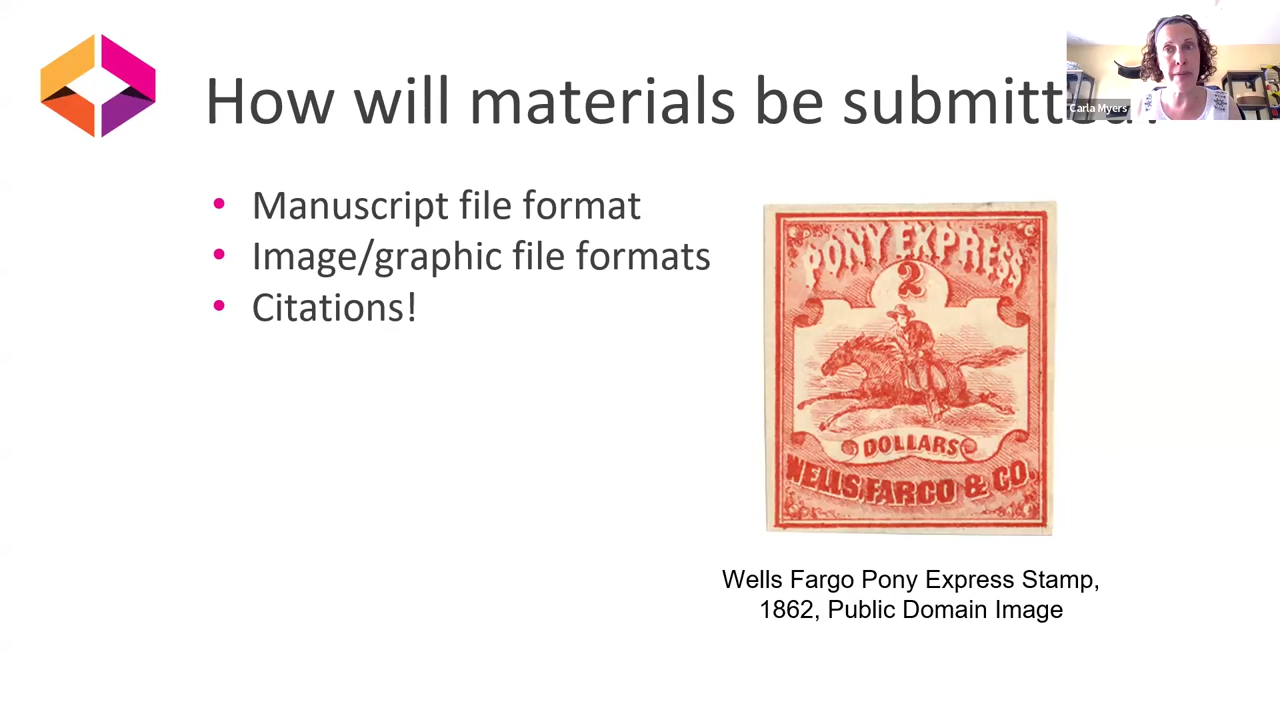 How will materials be submitted?
Carla Myers
• Manuscript file format
• Image/graphic file formats
• Citations!
PONY EXPRESS
2
DOLLARS
WELLS, FARGO & CO.
Wells Fargo Pony Express Stamp,
1862, Public Domain Image